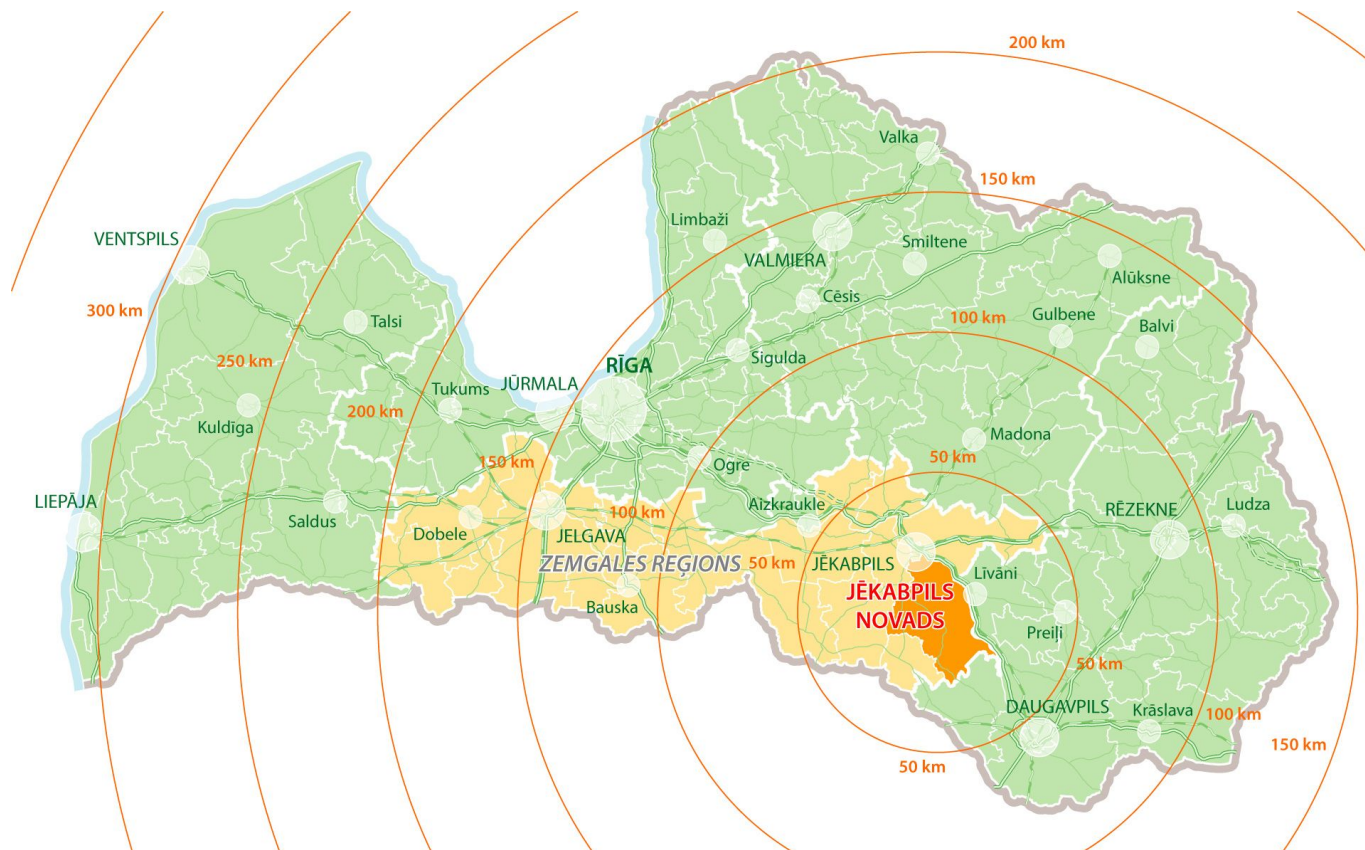 200 km
Valka
150 km
Limbaži
VENTSPILS
VALMIERA
Smiltene
Alūksne
Cēsis
300 km
Talsi
Gulbene
100 km
Balvi
Sigulda
250 km
RĪGA
JŪRMALA
Tukums
200 km
Kuldīga
Madona
50 km
150 km
Ogre
LIEPĀJA
Saldus
Aizkraukle
100 km
RĒZEKNE
Ludza
Dobele
JELGAVA
ZEMGALES REĢIONS
50 km
JĒKABPILS
JĒKABPILS
NOVADS
Līvāni
Bauska
Preiļi
50 km
DAUGAVPILS
Krāslava
100 km
150 km
50 km